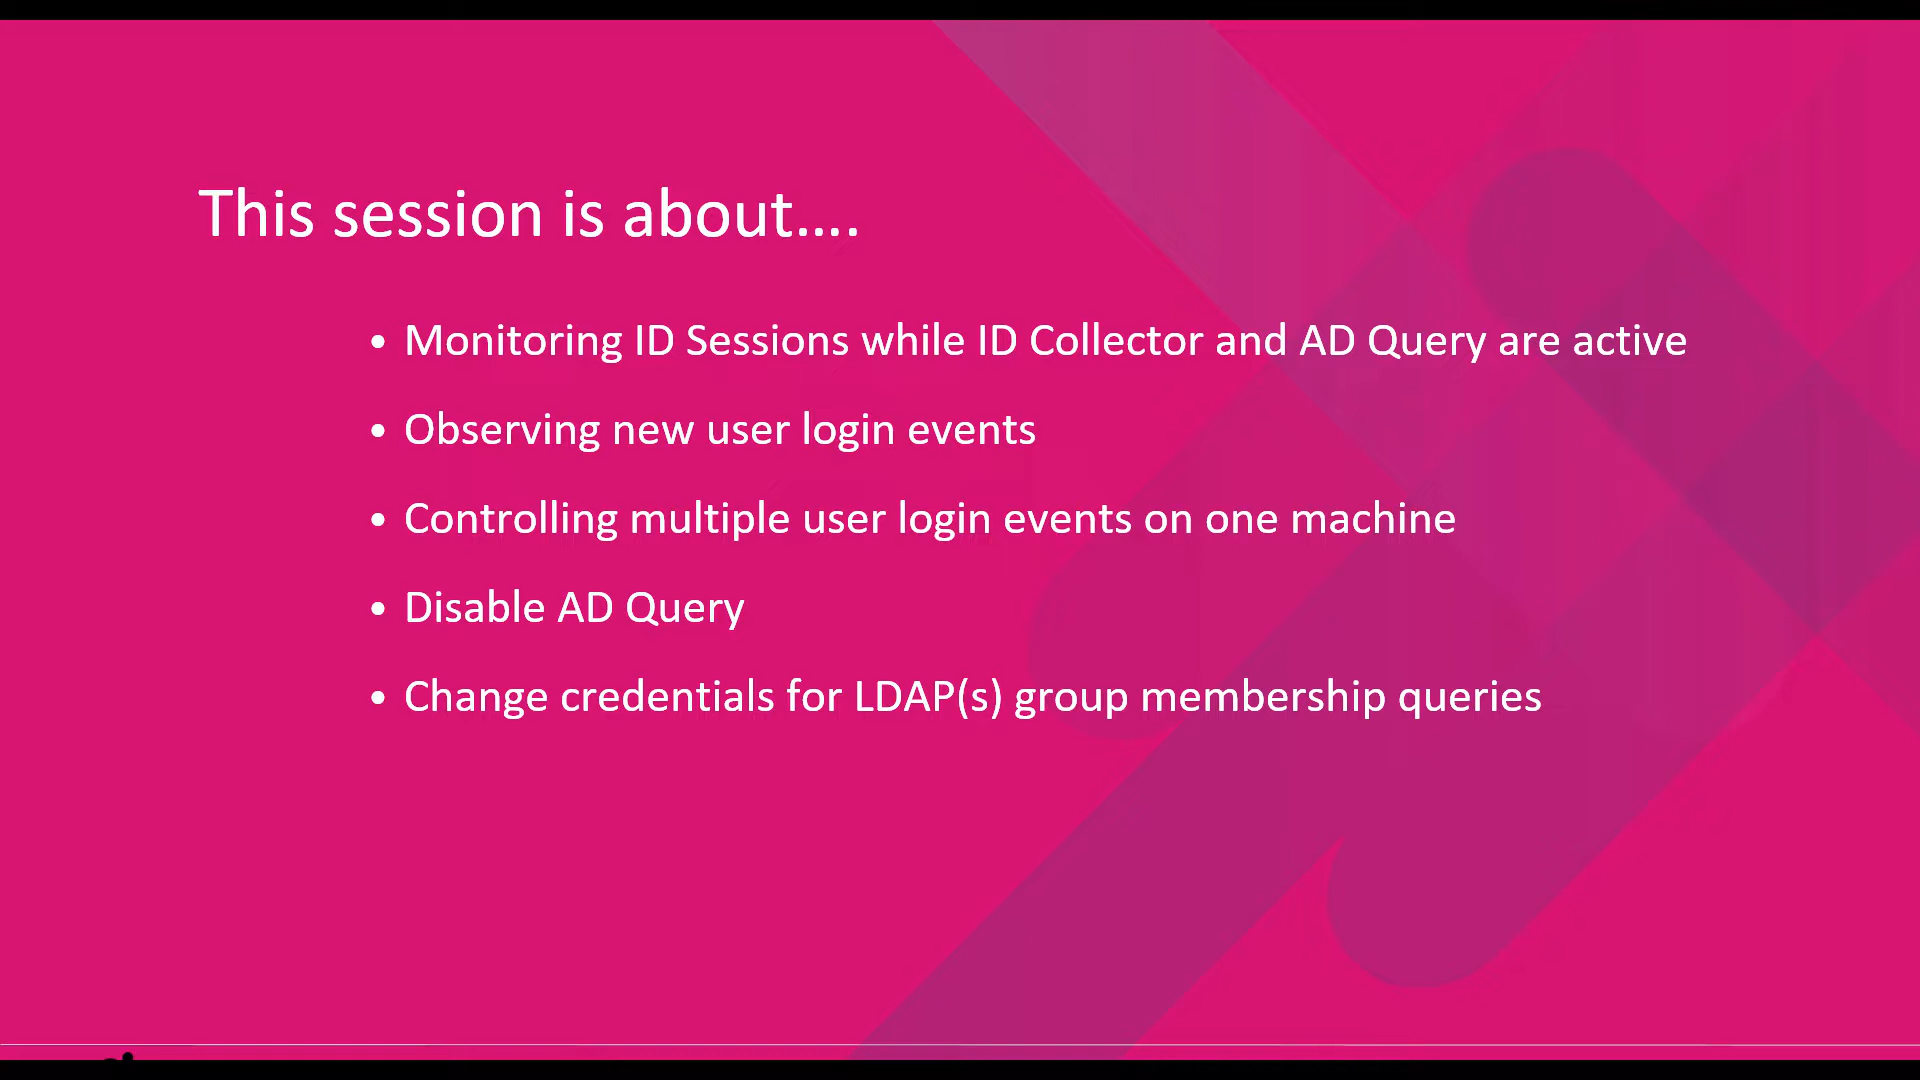 This session is about....
• Monitoring ID Sessions while ID Collector and AD Query are active
• Observing new user login events
• Controlling multiple user login events on one machine
• Disable AD Query
• Change credentials for LDAP(s) group membership queries